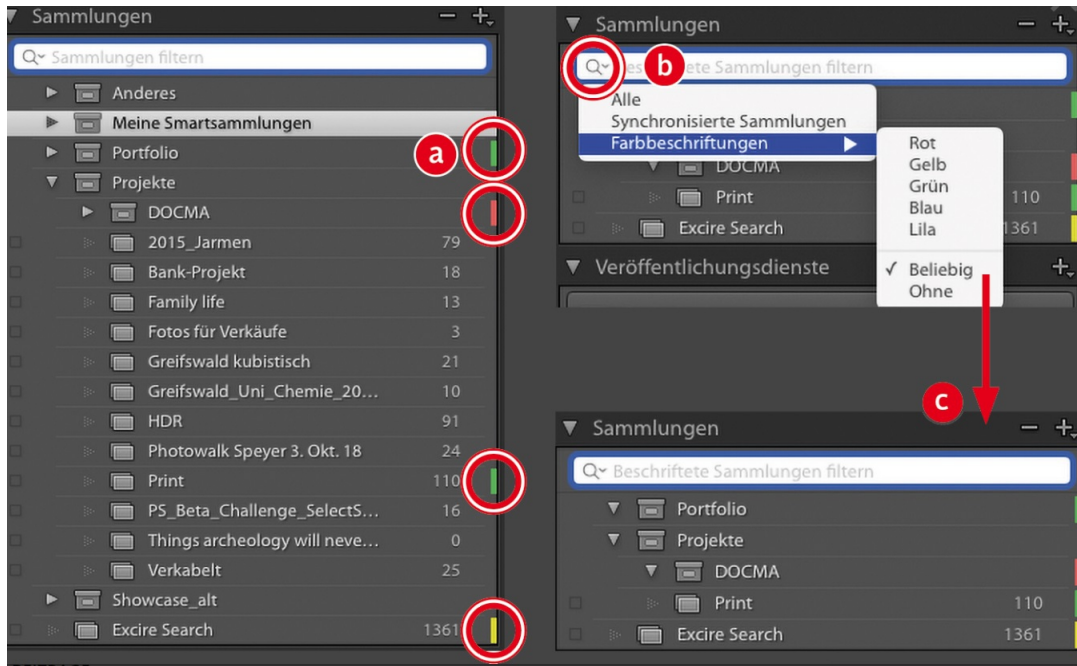 Sammlungen
Sammlungen filtern
Anderes
Meine Smartsammlungen
Portfolio
a
Projekte
DOCMA
2015_Jarmen 79
Bank-Projekt 18
Family life 13
Fotos für Verkäufe 3
Greifswald kubistisch 21
Greifswald_Uni_Chemie_20... 10
HDR 91
Photowalk Speyer 3. Okt. 18 24
Print 110
PS_Beta_Challenge_SelectS... 16
Things archeology will neve... 0
Verkabelt 25
Showcase_alt
Excire Search 1361
Sammlungen
b
ete Sammlungen filtern
Alle
Synchronisierte Sammlungen
Farbbeschriftungen
Rot
Gelb
Grün
Blau
Lila
Beliebig
Ohne
DOCMA
Print 110
Excire Search 1361
Veröffentlichungsdienste
c
Sammlungen
Beschriftete Sammlungen filtern
Portfolio
Projekte
DOCMA
Print 110
Excire Search 1361